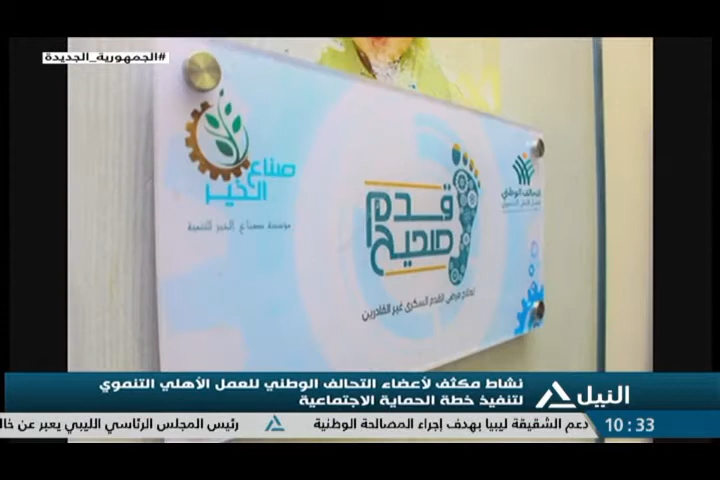 #الجمهورية_الجديدة
صناع
الخير
مؤسسة صناع الخير للتنمية
قدم
صحيح
لعلاج مرضى القدم السكرى غير القادرين
التحالف الوطني
نشاط مكثف لأعضاء التحالف الوطني للعمل الأهلي التنموي
لتنفيذ خطة الحماية الاجتماعية
النيل
10:33
دعم الشقيقة ليبيا بهدف إجراء المصالحة الوطنية
رئيس المجلس الرئاسي الليبي يعبر عن خال